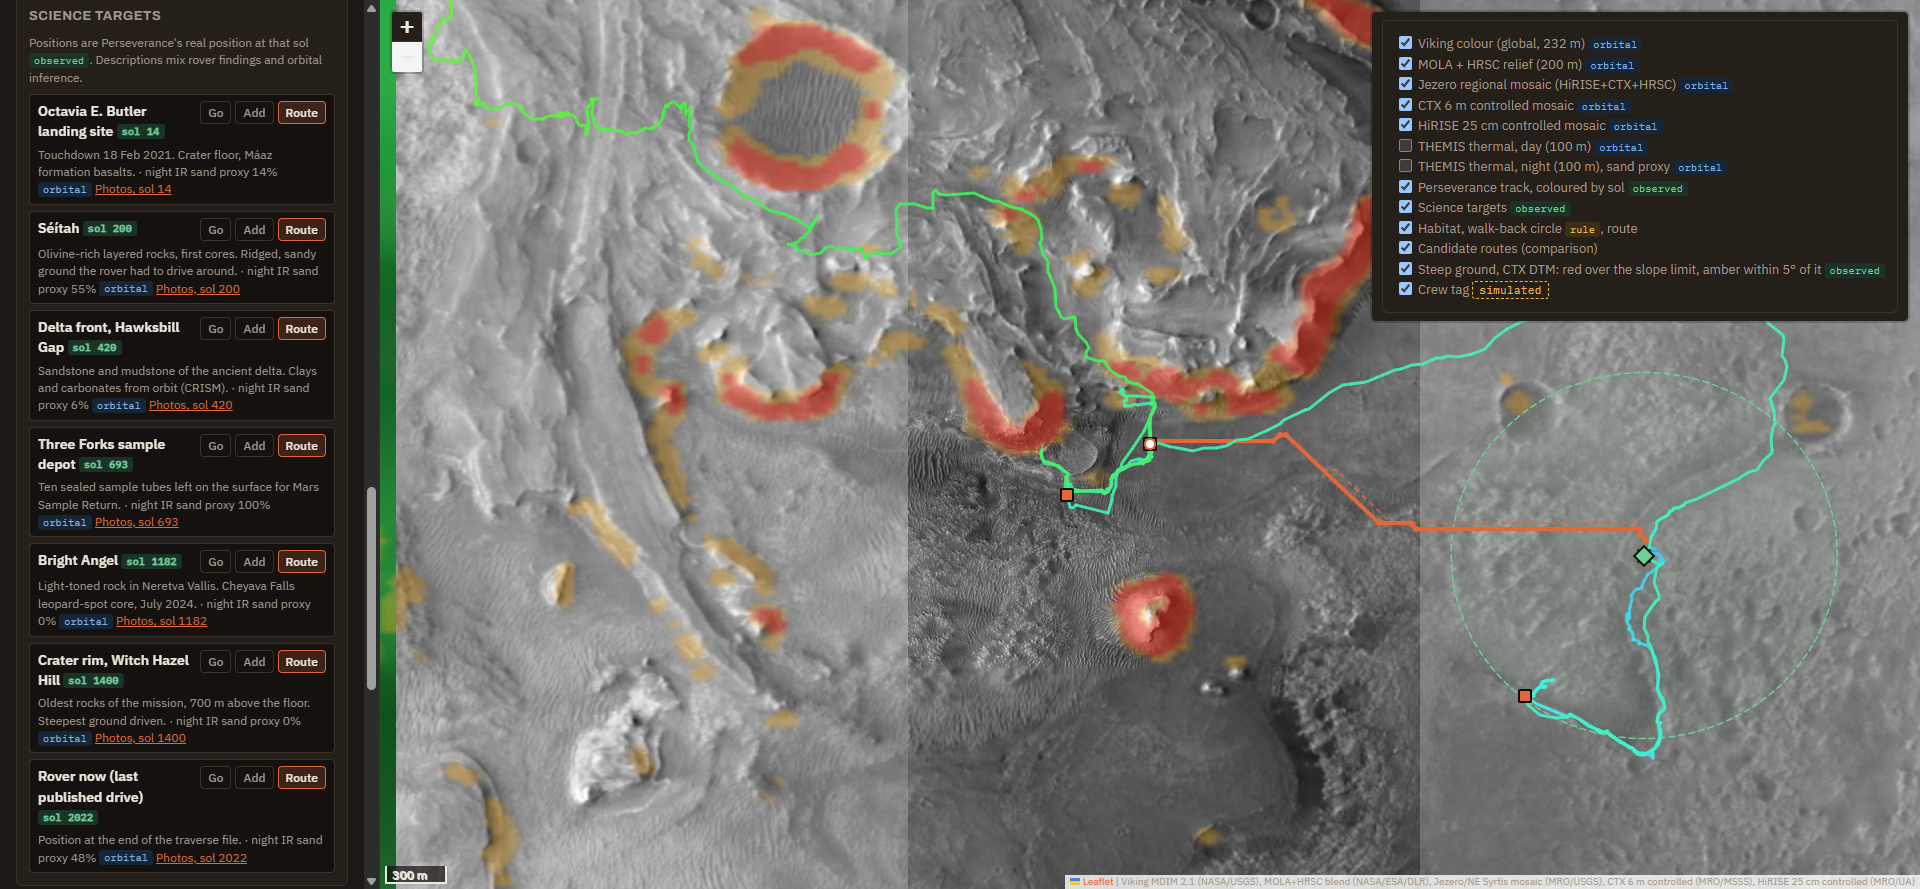 SCIENCE TARGETS
Positions are Perseverance's real position at that sol
observed . Descriptions mix rover findings and orbital
inference.
Octavia E. Butler
landing site sol 14
Go Add Route
Touchdown 18 Feb 2021. Crater floor, Máaz
formation basalts. · night IR sand proxy 14%
orbital Photos, sol 14
Séítah sol 200
Go Add Route
Olivine-rich layered rocks, first cores. Ridged, sandy
ground the rover had to drive around. · night IR sand
proxy 55% orbital Photos, sol 200
Delta front, Hawksbill
Gap sol 420
Go Add Route
Sandstone and mudstone of the ancient delta. Clays
and carbonates from orbit (CRISM). · night IR sand
proxy 6% orbital Photos, sol 420
Three Forks sample
depot sol 693
Go Add Route
Ten sealed sample tubes left on the surface for Mars
Sample Return. · night IR sand proxy 100%
orbital Photos, sol 693
Bright Angel sol 1182
Go Add Route
Light-toned rock in Neretva Vallis. Cheyava Falls
leopard-spot core, July 2024. · night IR sand proxy
0% orbital Photos, sol 1182
Crater rim, Witch Hazel
Hill sol 1400
Go Add Route
Oldest rocks of the mission, 700 m above the floor.
Steepest ground driven. · night IR sand proxy 0%
orbital Photos, sol 1400
Rover now (last
published drive)
sol 2022
Go Add Route
Position at the end of the traverse file. · night IR sand
proxy 48% orbital Photos, sol 2022
+
−
300 m
Viking colour (global, 232 m) orbital
MOLA + HRSC relief (200 m) orbital
Jezero regional mosaic (HiRISE+CTX+HRSC) orbital
CTX 6 m controlled mosaic orbital
HiRISE 25 cm controlled mosaic orbital
THEMIS thermal, day (100 m) orbital
THEMIS thermal, night (100 m), sand proxy orbital
Perseverance track, coloured by sol observed
Science targets observed
Habitat, walk-back circle rule , route
Candidate routes (comparison)
Steep ground, CTX DTM: red over the slope limit, amber within 5° of it observed
Crew tag simulated
Leaflet | Viking MDIM 2.1 (NASA/USGS), MOLA+HRSC blend (NASA/ESA/DLR), Jezero/NE Syrtis mosaic (MRO/USGS), CTX 6 m controlled (MRO/MSSS), HiRISE 25 cm controlled (MRO/UA)